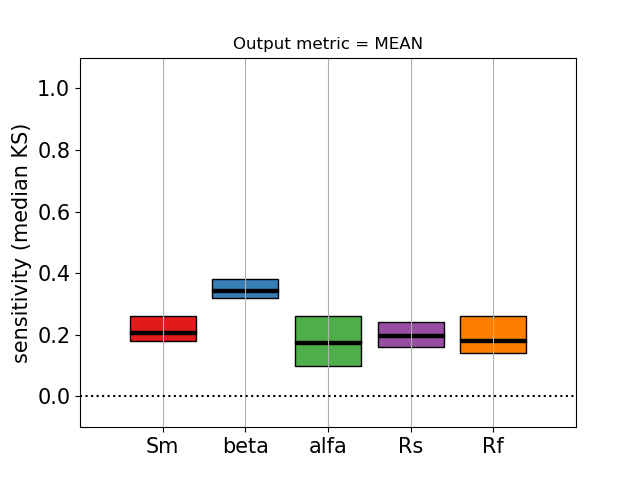 Output metric = MEAN
sensitivity (median KS)
1.0
0.8
0.6
0.4
0.2
0.0
Sm beta alfa Rs Rf